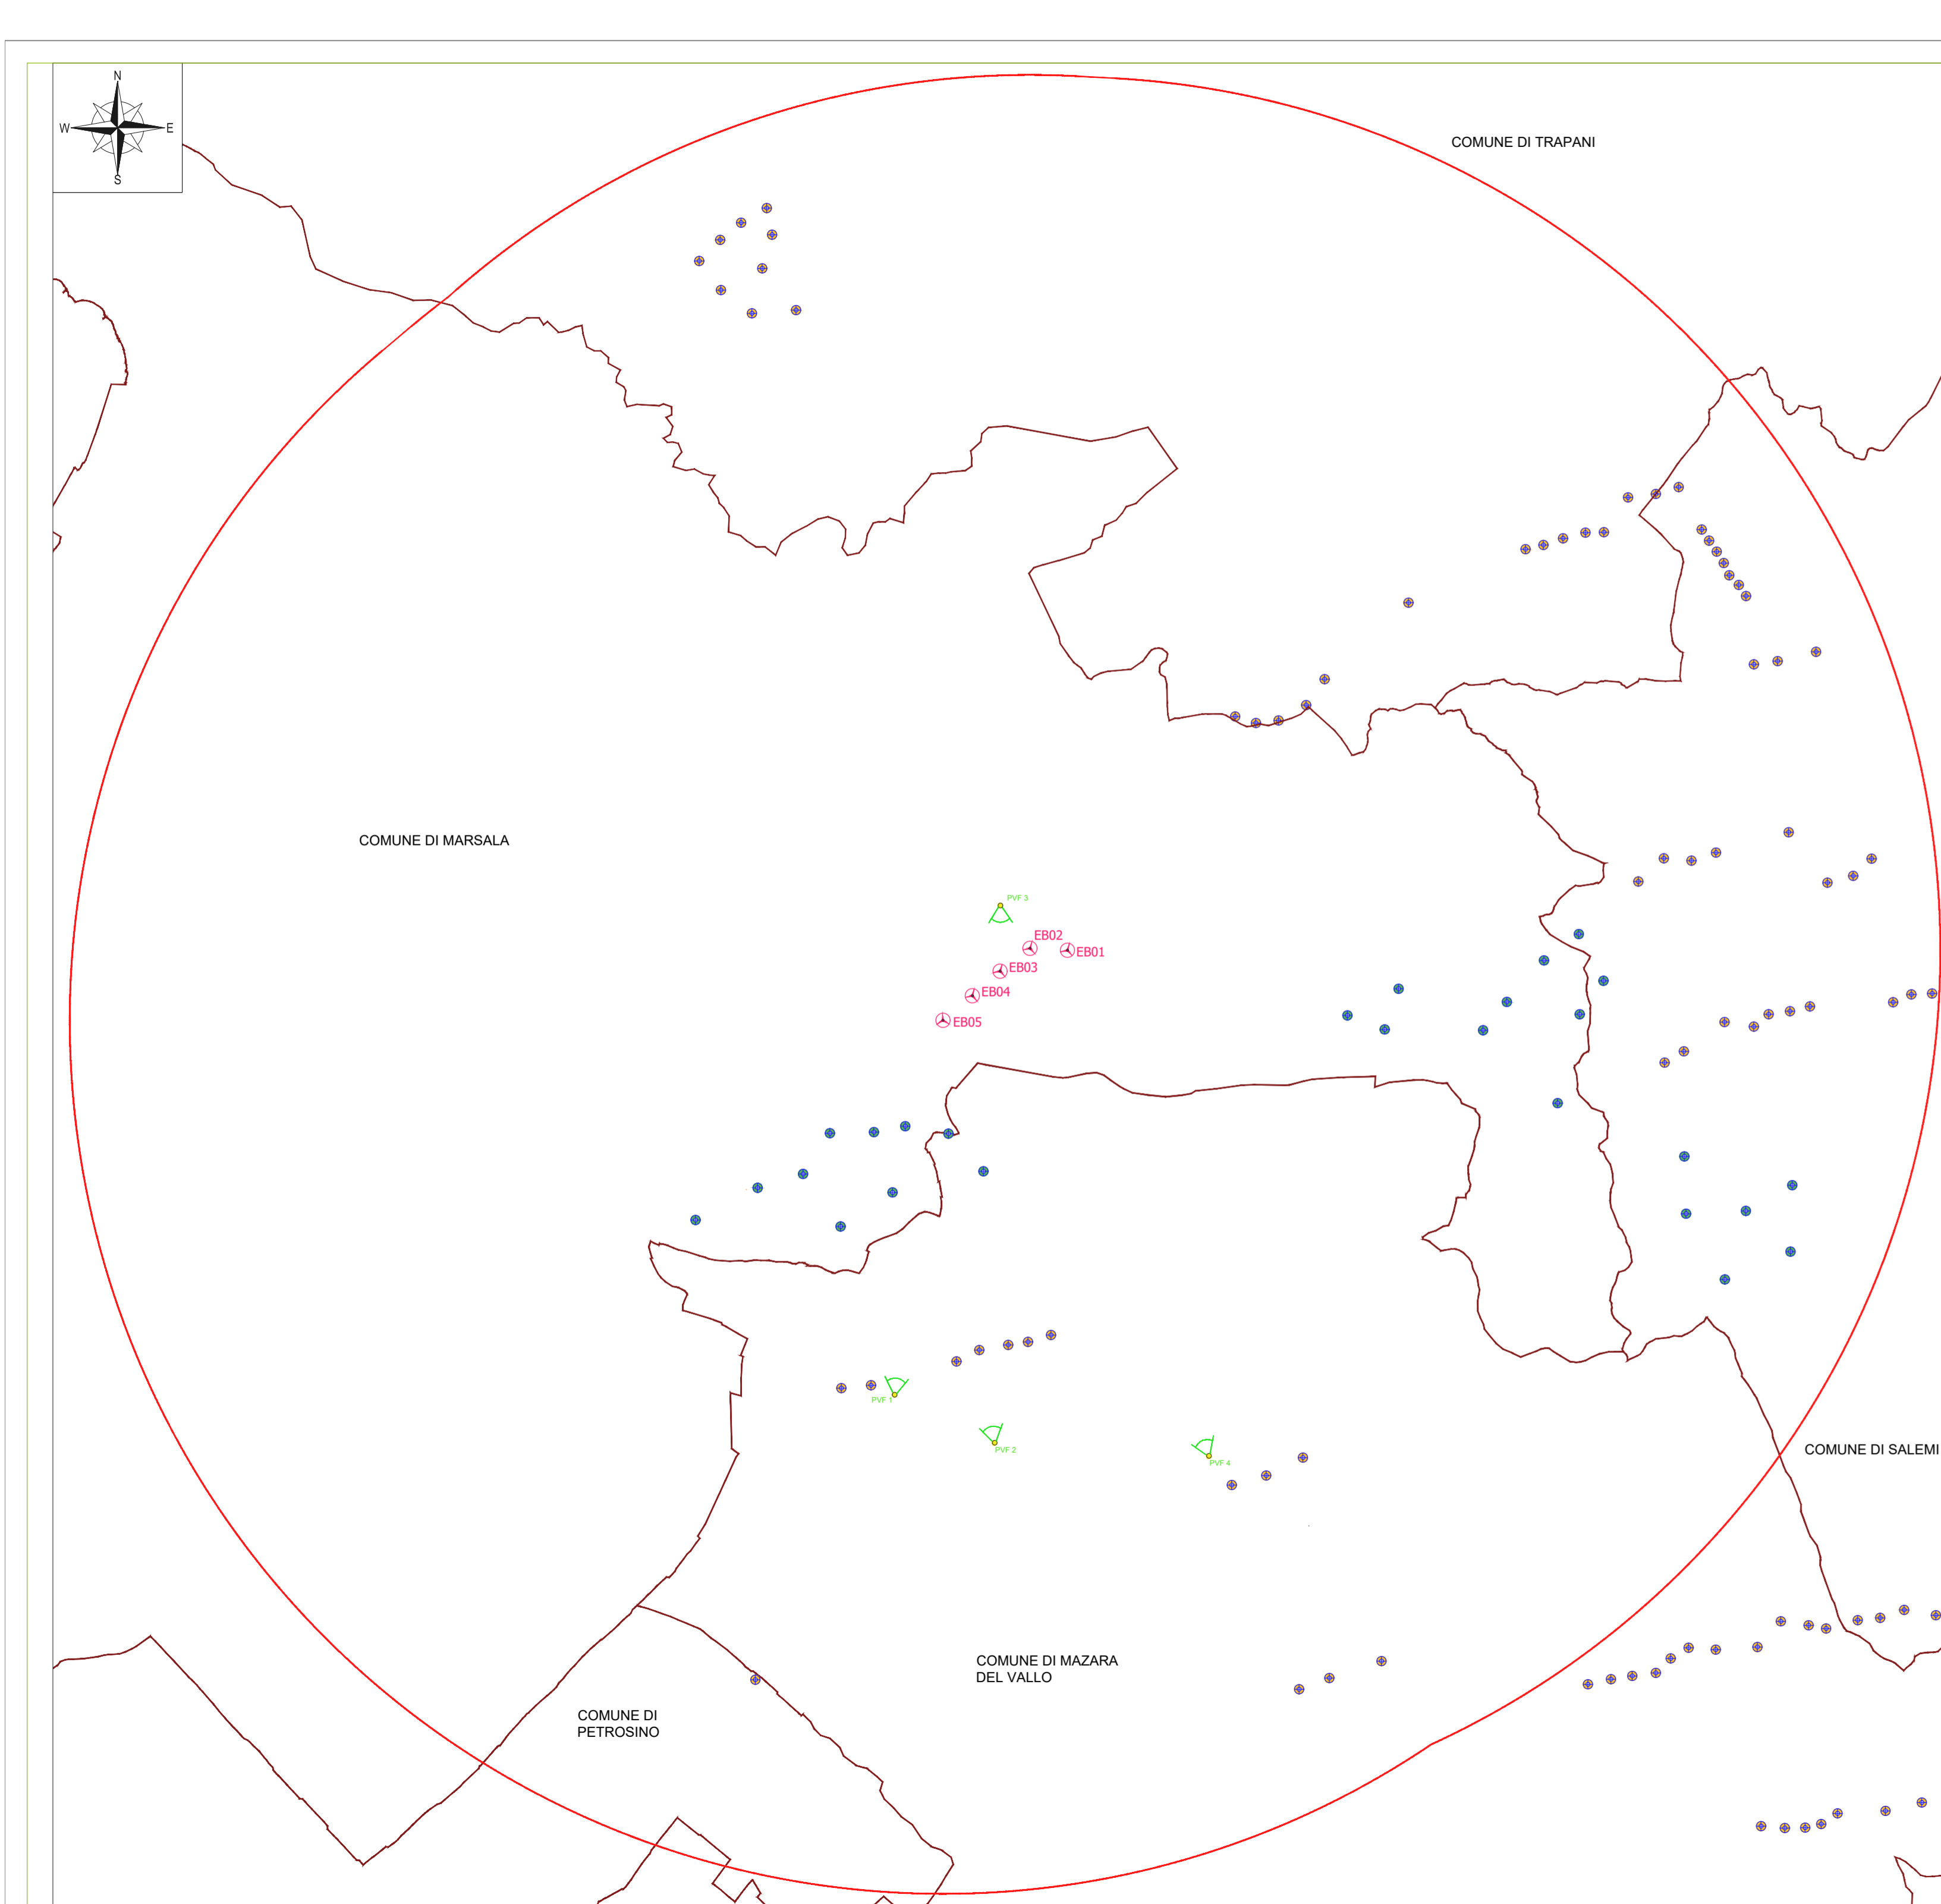 N
W
E
S
COMUNE DI TRAPANI
COMUNE DI MARSALA
PVF 3
EB02
EB01
EB03
EB04
EB05
PVF 1
PVF 2
PVF 4
COMUNE DI SALEMI
COMUNE DI MAZARA
DEL VALLO
COMUNE DI
PETROSINO